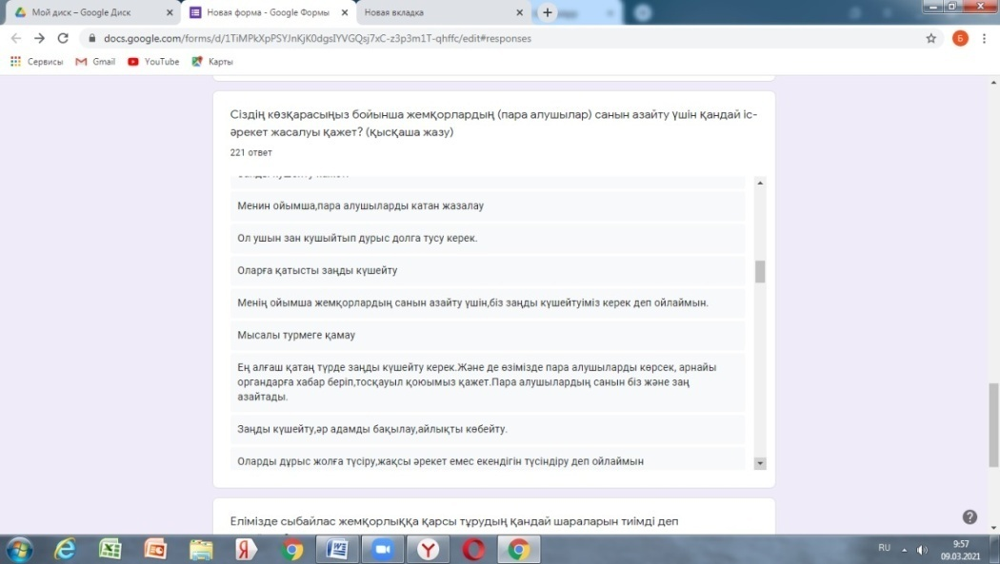 Мой диск – Google Диск
Новая форма - Google Формы
Новая вкладка
docs.google.com/forms/d/1TiMPkXpPSYJnKjK0dgsIYVGQsj7xC-z3p3m1T-qhffc/edit#responses
Б
Сервисы
Gmail
YouTube
Карты
Сіздің көзқарасыңыз бойынша жемқорлардың (пара алушылар) санын азайту үшін қандай іс-
әрекет жасалуы қажет? (қысқаша жазу)
221 ответ
Менин ойымша,пара алушыларды катан жазалау
Ол ушын зан кушыйтып дурыс долга тусу керек.
Оларға қатысты заңды күшейту
Менің ойымша жемқорлардың санын азайту үшін,біз заңды күшейтуіміз керек деп ойлаймын.
Мысалы турмеге қамау
Ең алғаш қатаң түрде заңды күшейту керек.Және де өзімізде пара алушыларды көрсек, арнайы
органдарға хабар беріп,тосқауыл қоюымыз қажет.Пара алушылардың санын біз және заң
азайтады.
Заңды күшейту,әр адамды бақылау,айлықты көбейту.
Оларды дұрыс жолға түсіру,жақсы әрекет емес екендігін түсіндіру деп ойлаймын
Елімізде сыбайлас жемқорлыққа қарсы тұрудың қандай шараларын тиімді деп
RU
9:57
09.03.2021